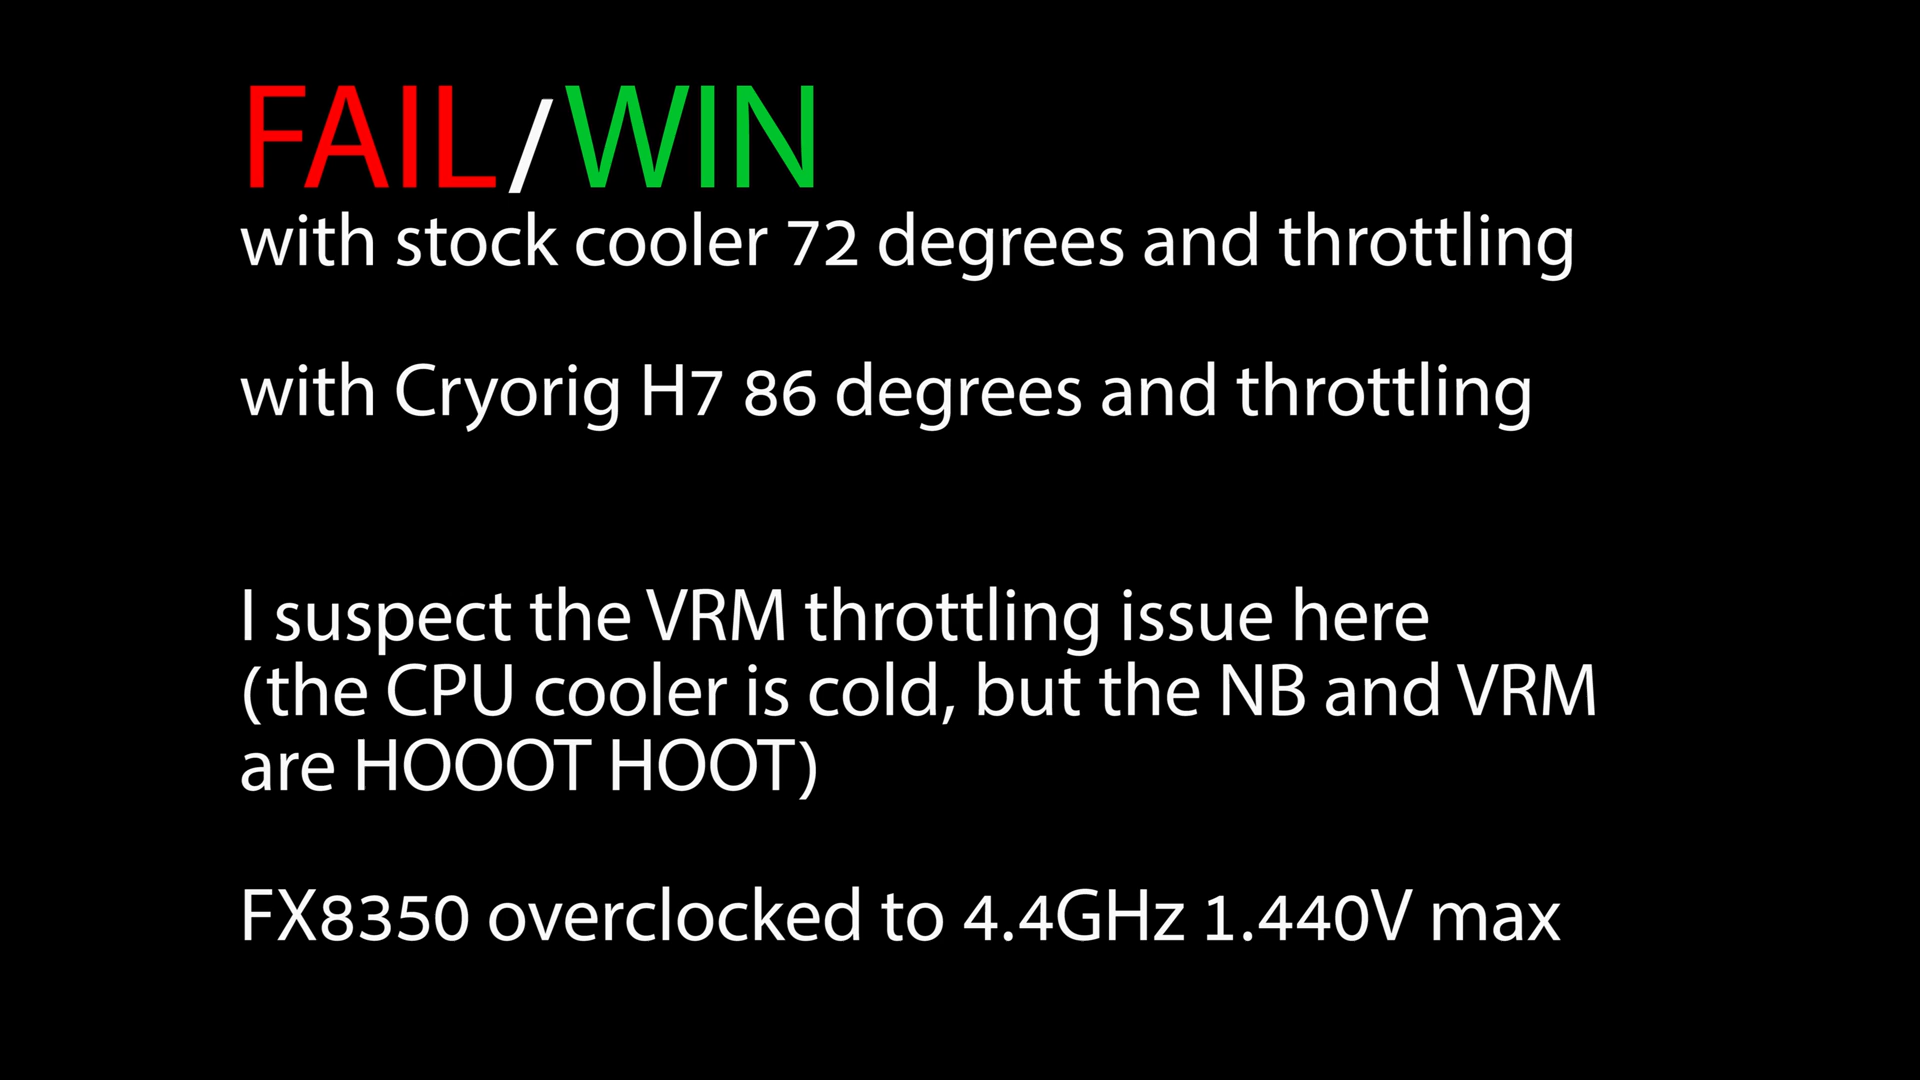 FAIL/WIN
with stock cooler 72 degrees and throttling
with Cryorig H7 86 degrees and throttling
I suspect the VRM throttling issue here
(the CPU cooler is cold, but the NB and VRM
are HOOOT HOOT)
FX8350 overclocked to 4.4GHz 1.440V max